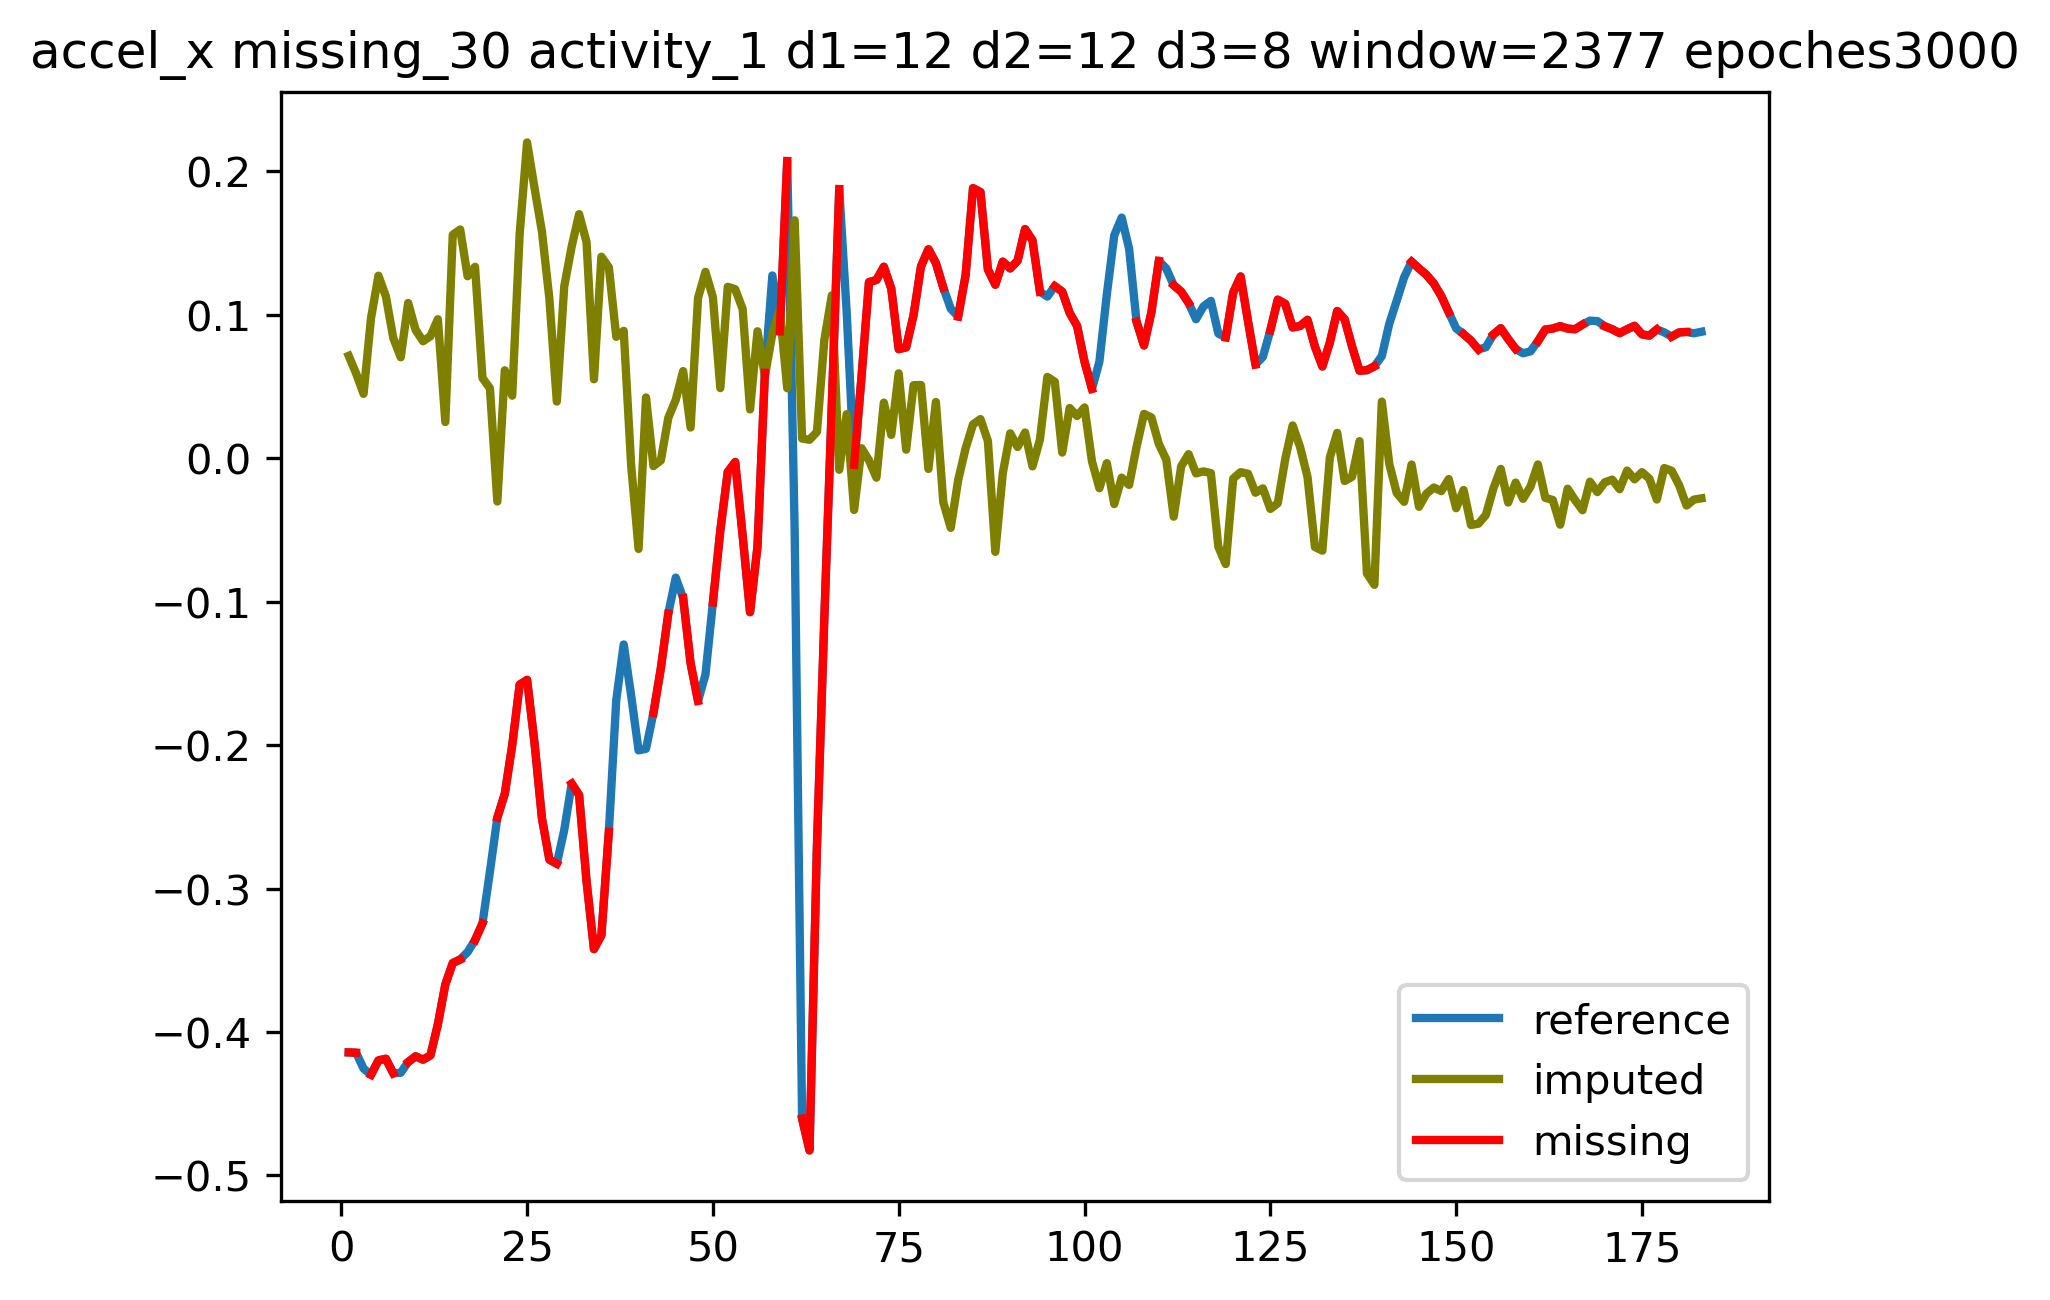 accel_x missing_30 activity_1 d1=12 d2=12 d3=8 window=2377 epoches3000
0.2
0.1
0.0
−0.1
−0.2
−0.3
−0.4
−0.5
0 25 50 75 100 125 150 175
reference
imputed
missing